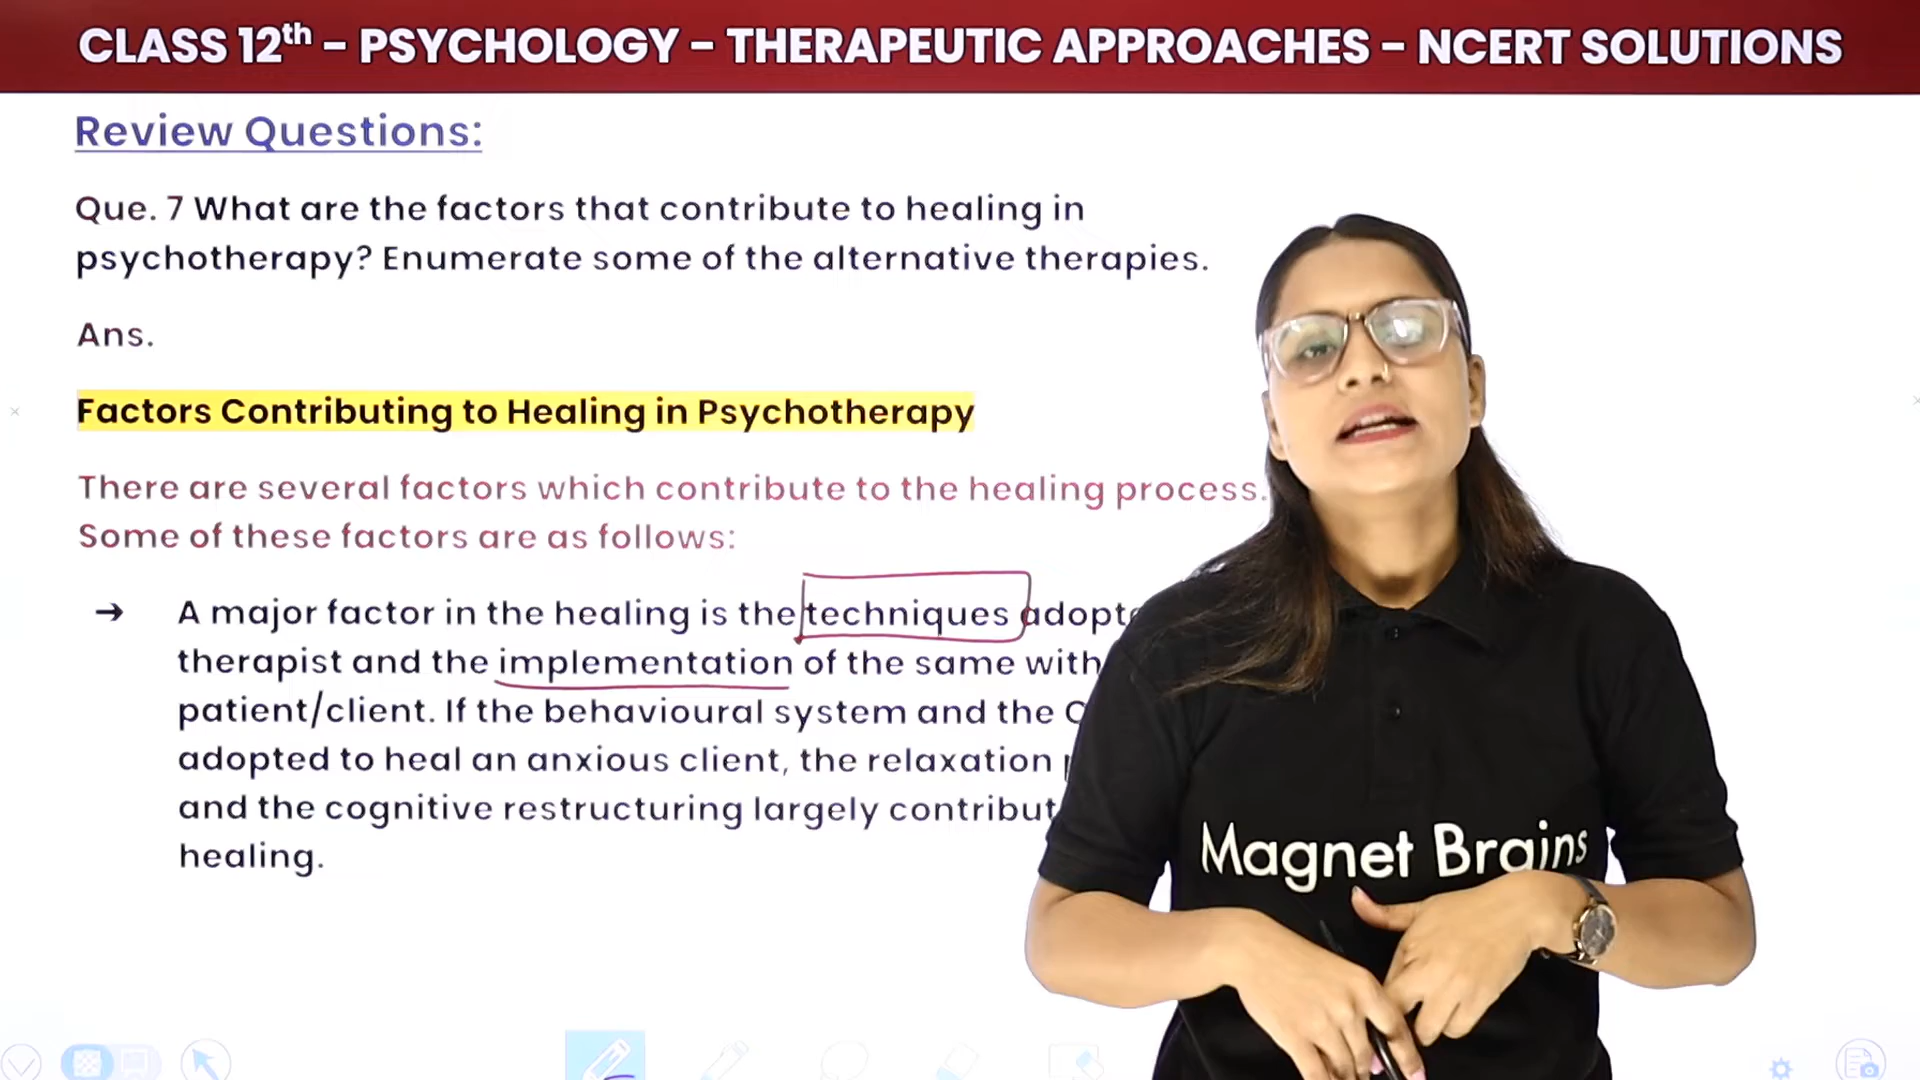 CLASS 12th - PSYCHOLOGY - THERAPEUTIC APPROACHES - NCERT SOLUTIONS
Review Questions:
Que. 7 What are the factors that contribute to healing in
psychotherapy? Enumerate some of the alternative therapies.
Ans.
Factors Contributing to Healing in Psychotherapy
There are several factors which contribute to the healing process.
Some of these factors are as follows:
→ A major factor in the healing is the techniques
therapist and the implementation of the same with
patient/client. If the behavioural system and the
adopted to heal an anxious client, the relaxation
and the cognitive restructuring largely
healing.
Magnet Brains